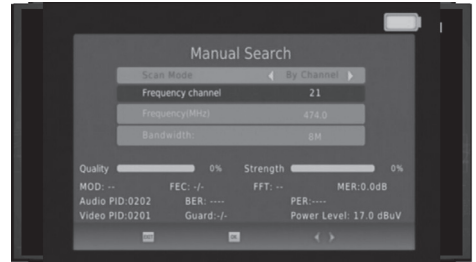 Manual Search
Scan Mode By Channel
Frequency channel 21
Frequency(MHz) 474.0
Bandwidth: 8M
Quality 0% Strength 0%
MOD: -- FEC: -/- FFT: -- MER:0.0dB
Audio PID:0202 BER: ---- PER:----
Video PID:0201 Guard:-/- Power Level: 17.0 dBuV
EXIT OK